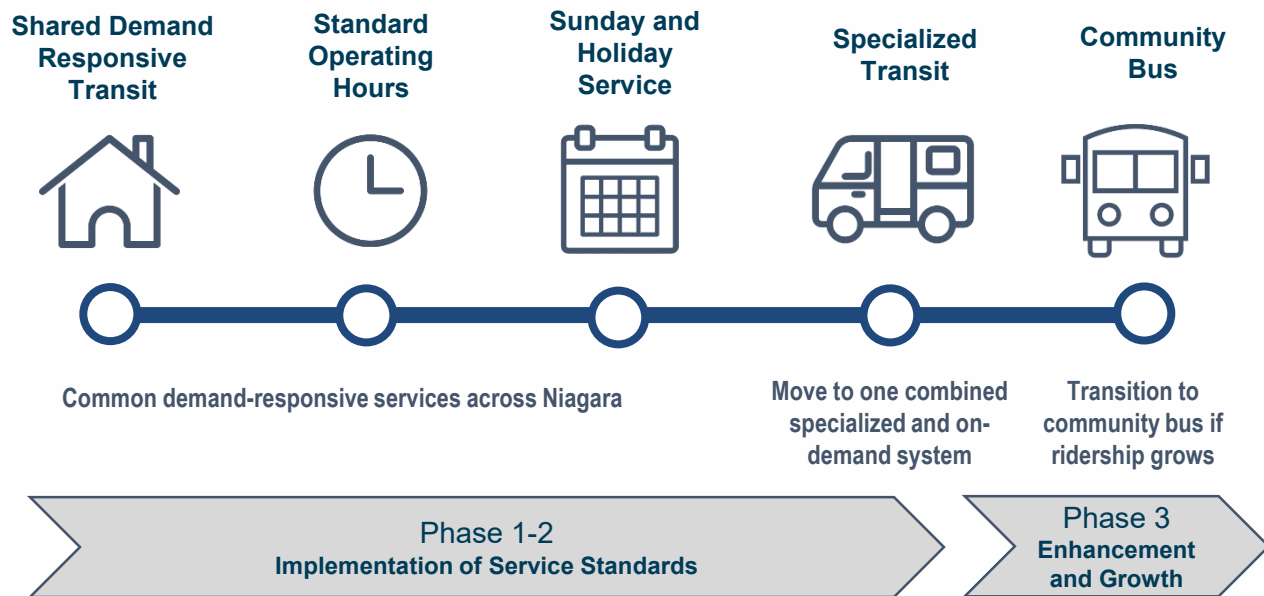 Shared Demand
Responsive
Transit
Standard
Operating
Hours
Sunday and
Holiday
Service
Specialized
Transit
Community
Bus
Common demand-responsive services across Niagara
Move to one combined
specialized and on-
demand system
Transition to
community bus if
ridership grows
Phase 1-2
Implementation of Service Standards
Phase 3
Enhancement
and Growth